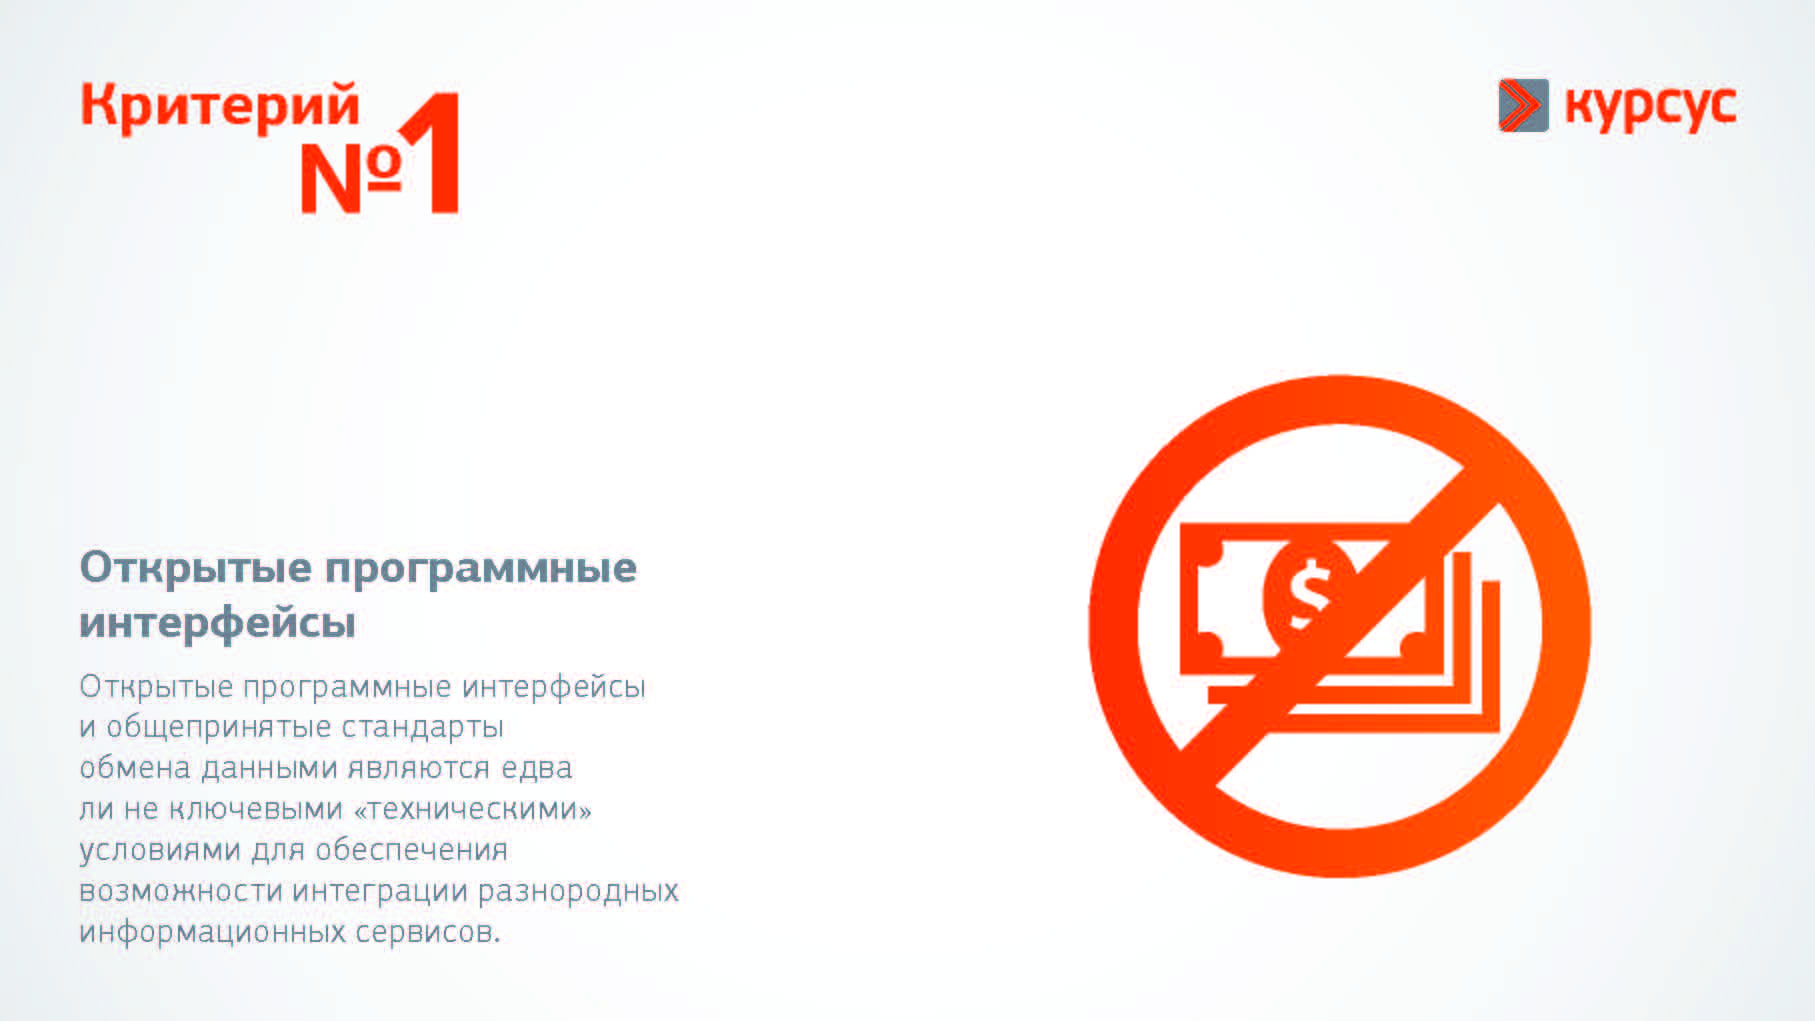 Критерий
№1
курсус
Открытые программные
интерфейсы
Открытые программные интерфейсы
и общепринятые стандарты
обмена данными являются едва
ли не ключевыми «техническими»
условиями для обеспечения
возможности интеграции разнородных
информационных сервисов.
$